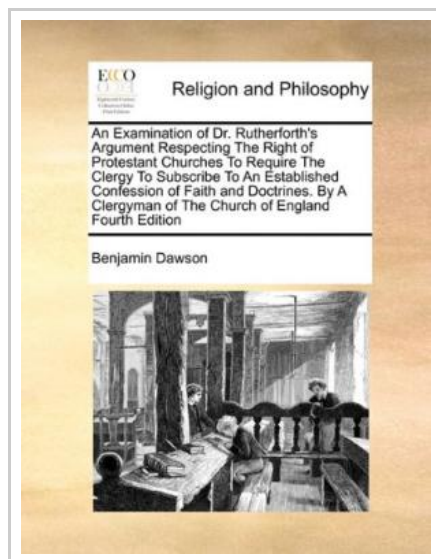 ECCO
Religion and Philosophy
An Examination of Dr. Rutherforth's
Argument Respecting The Right of
Protestant Churches To Require The
Clergy To Subscribe To An Established
Confession of Faith and Doctrines. By A
Clergyman of The Church of England
Fourth Edition
Benjamin Dawson